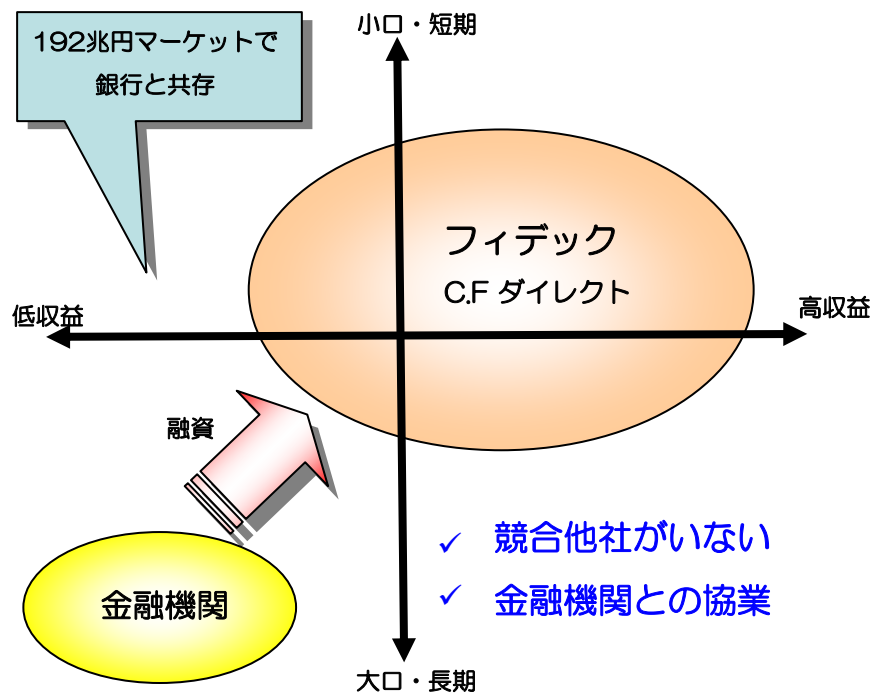 小口・短期
192兆円マーケットで
銀行と共存
フィデック
C.F ダイレクト
低収益
高収益
融資
競合他社がいない
金融機関
金融機関との協業
大口・長期